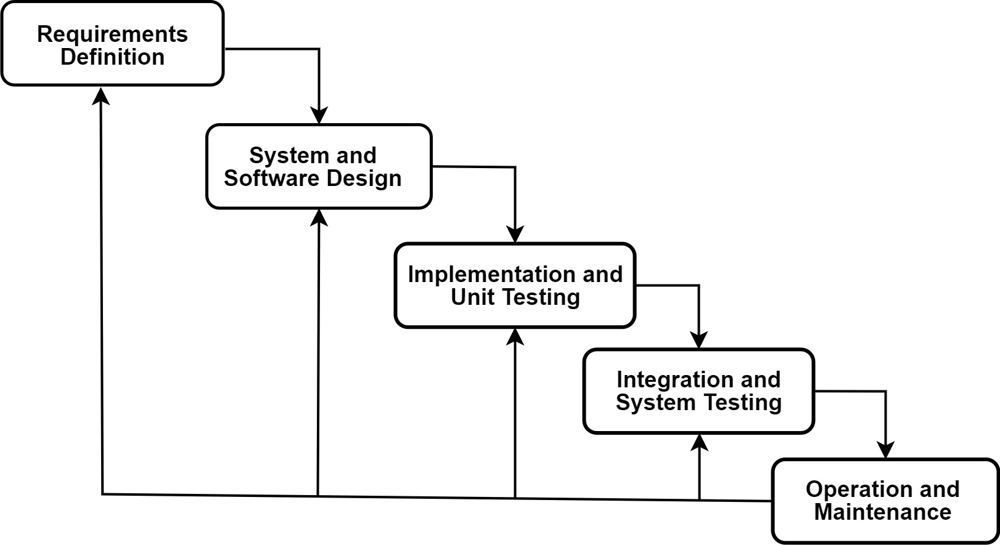 Requirements
Definition
System and
Software Design
Implementation and
Unit Testing
Integration and
System Testing
Operation and
Maintenance